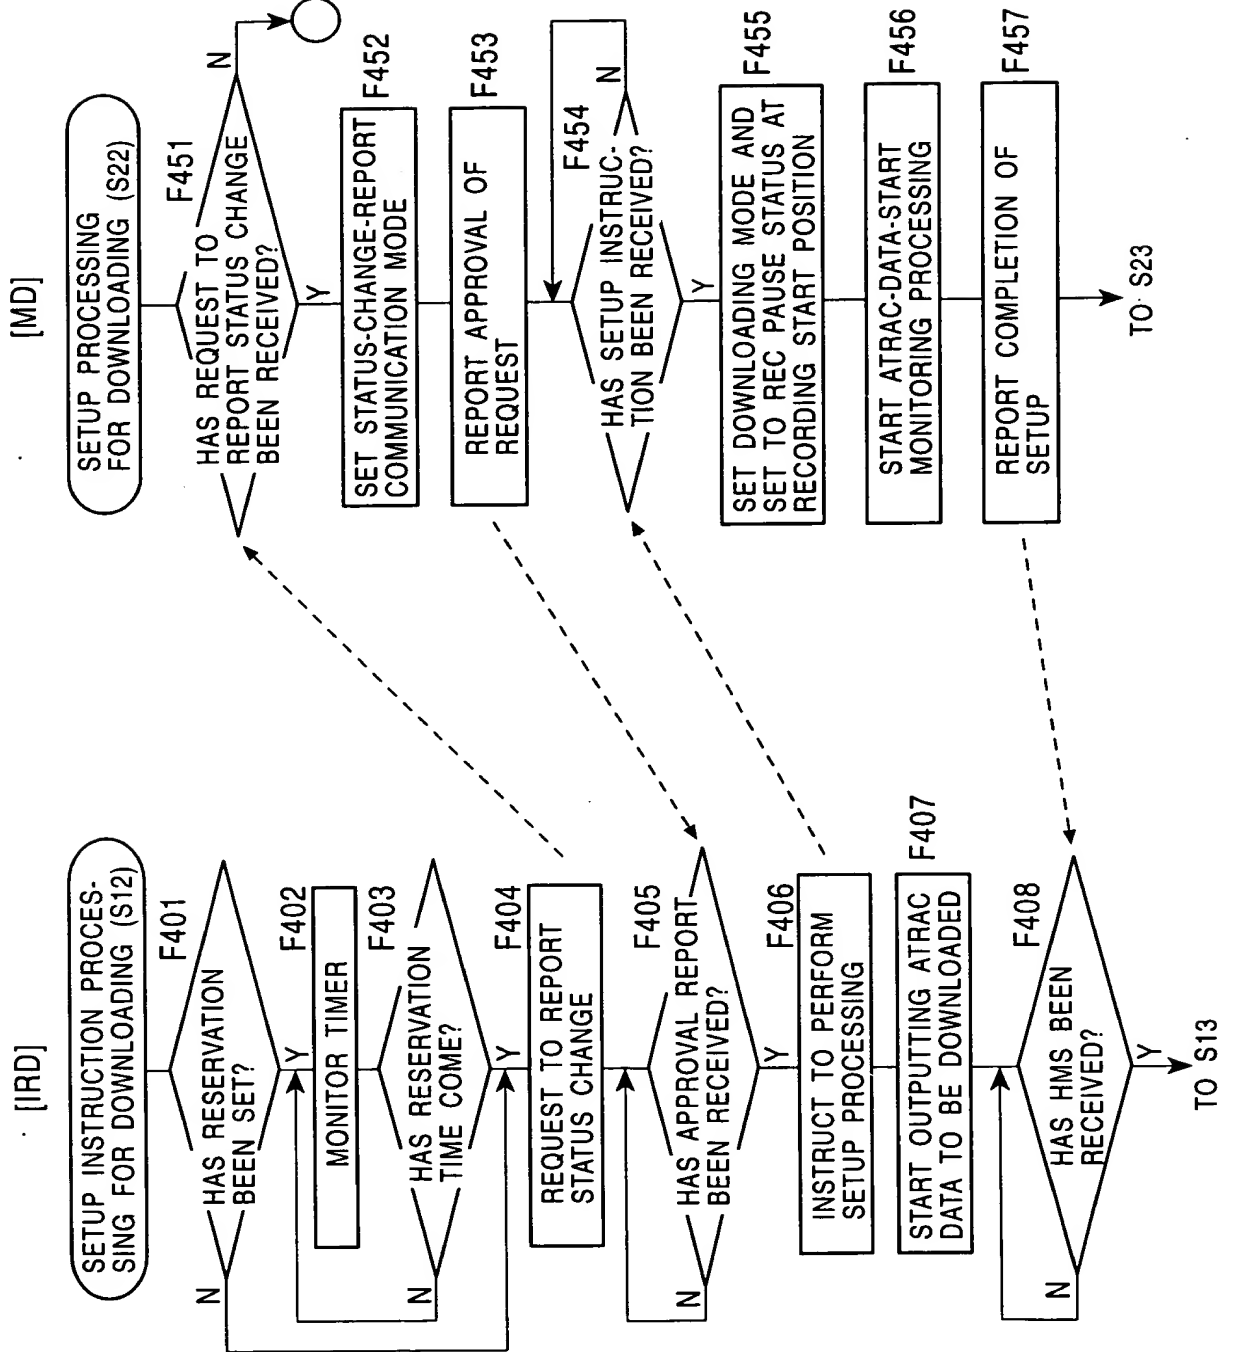 [IRD]
SETUP INSTRUCTION PROCES-
SING FOR DOWNLOADING (S12)
F401
HAS RESERVATION
BEEN SET?
N
Y
F402
MONITOR TIMER
F403
HAS RESERVATION
TIME COME?
N
Y
F404
REQUEST TO REPORT
STATUS CHANGE
F405
HAS APPROVAL REPORT
BEEN RECEIVED?
N
Y
F406
INSTRUCT TO PERFORM
SETUP PROCESSING
F407
START OUTPUTTING ATRAC
DATA TO BE DOWNLOADED
F408
HAS HMS BEEN
RECEIVED?
N
Y
TO S13
[MD]
SETUP PROCESSING
FOR DOWNLOADING (S22)
F451
HAS REQUEST TO
REPORT STATUS CHANGE
BEEN RECEIVED?
N
Y
F452
SET STATUS-CHANGE-REPORT
COMMUNICATION MODE
F453
REPORT APPROVAL OF
REQUEST
F454
HAS SETUP INSTRUC-
TION BEEN RECEIVED?
N
Y
F455
SET DOWNLOADING MODE AND
SET TO REC PAUSE STATUS AT
RECORDING START POSITION
F456
START ATRAC-DATA-START
MONITORING PROCESSING
F457
REPORT COMPLETION OF
SETUP
TO S23